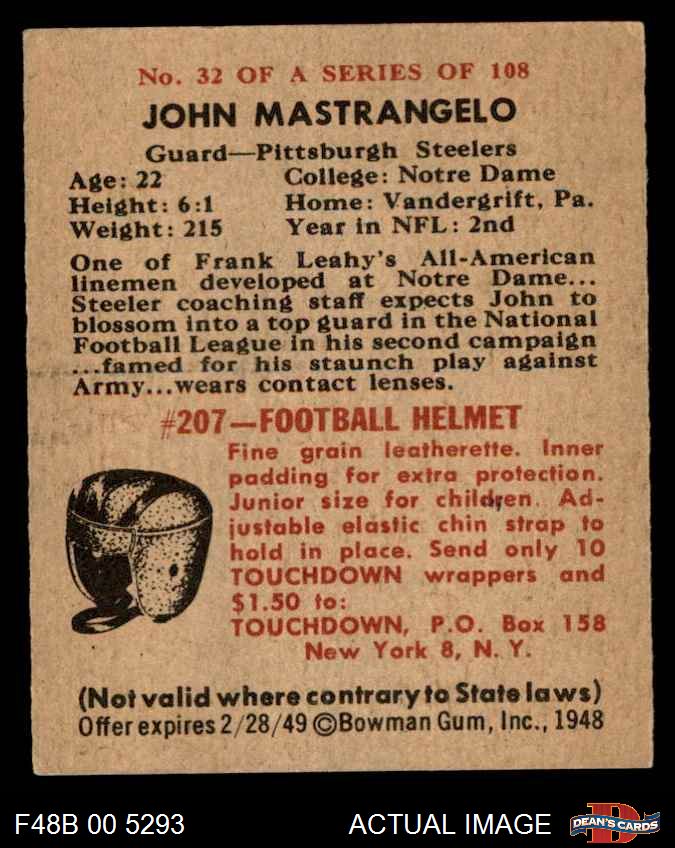 No. 32 OF A SERIES OF 108
JOHN MASTRANGELO
Guard—Pittsburgh Steelers
Age: 22 College: Notre Dame
Height: 6:1 Home: Vandergrift, Pa.
Weight: 215 Year in NFL: 2nd
One of Frank Leahy's All-American
linemen developed at Notre Dame...
Steeler coaching staff expects John to
blossom into a top guard in the National
Football League in his second campaign
...famed for his staunch play against
Army...wears contact lenses.
#207—FOOTBALL HELMET
Fine grain leatherette. Inner
padding for extra protection.
Junior size for children. Ad-
justable elastic chin strap to
hold in place. Send only 10
TOUCHDOWN wrappers and
$1.50 to:
TOUCHDOWN, P.O. Box 158
New York 8, N. Y.
(Not valid where contrary to State laws)
Offer expires 2/28/49 ©Bowman Gum, Inc., 1948
F48B 00 5293 ACTUAL IMAGE D DEAN'S CARDS